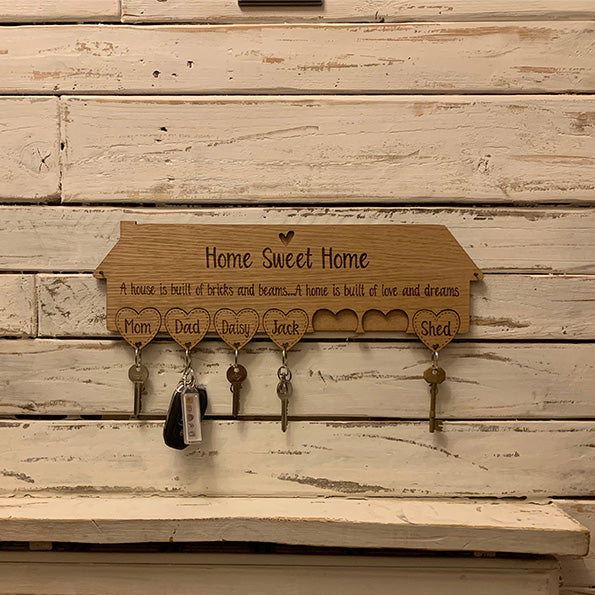 Home Sweet Home
A house is built of bricks and beams...A home is built of love and dreams
Mom Dad Daisy Jack Shed